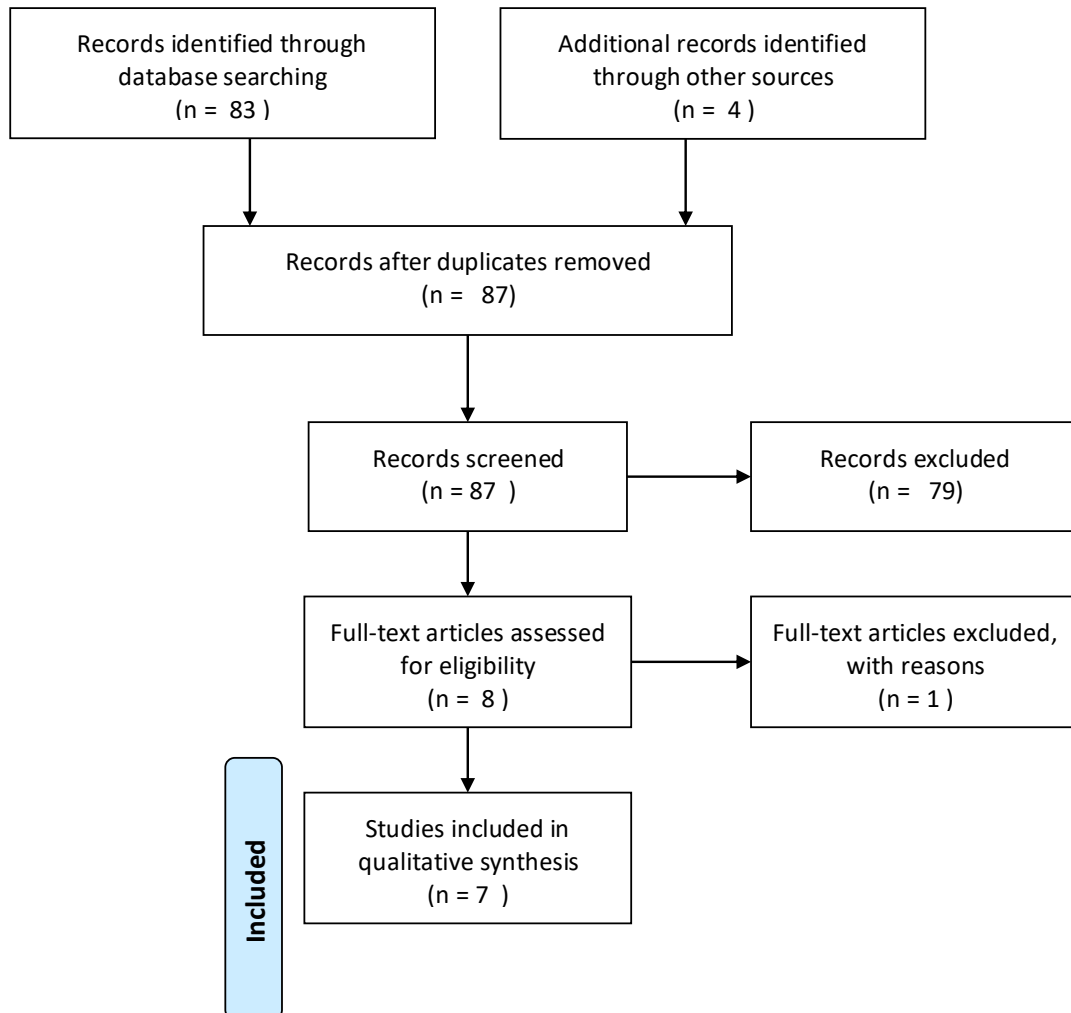 Records identified through
database searching
(n = 83 )
Additional records identified
through other sources
(n = 4 )
Records after duplicates removed
(n = 87)
Records screened
(n = 87 )
Records excluded
(n = 79)
Full-text articles assessed
for eligibility
(n = 8 )
Full-text articles excluded,
with reasons
(n = 1 )
Included
Studies included in
qualitative synthesis
(n = 7 )